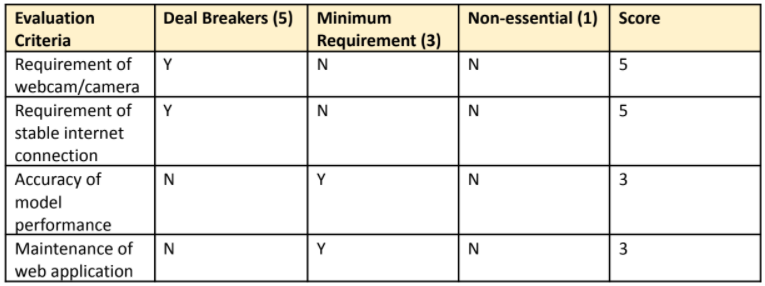 Evaluation Criteria Deal Breakers (5) Minimum Requirement (3) Non-essential (1) Score
Requirement of webcam/camera Y N N 5
Requirement of stable internet connection Y N N 5
Accuracy of model performance N Y N 3
Maintenance of web application N Y N 3